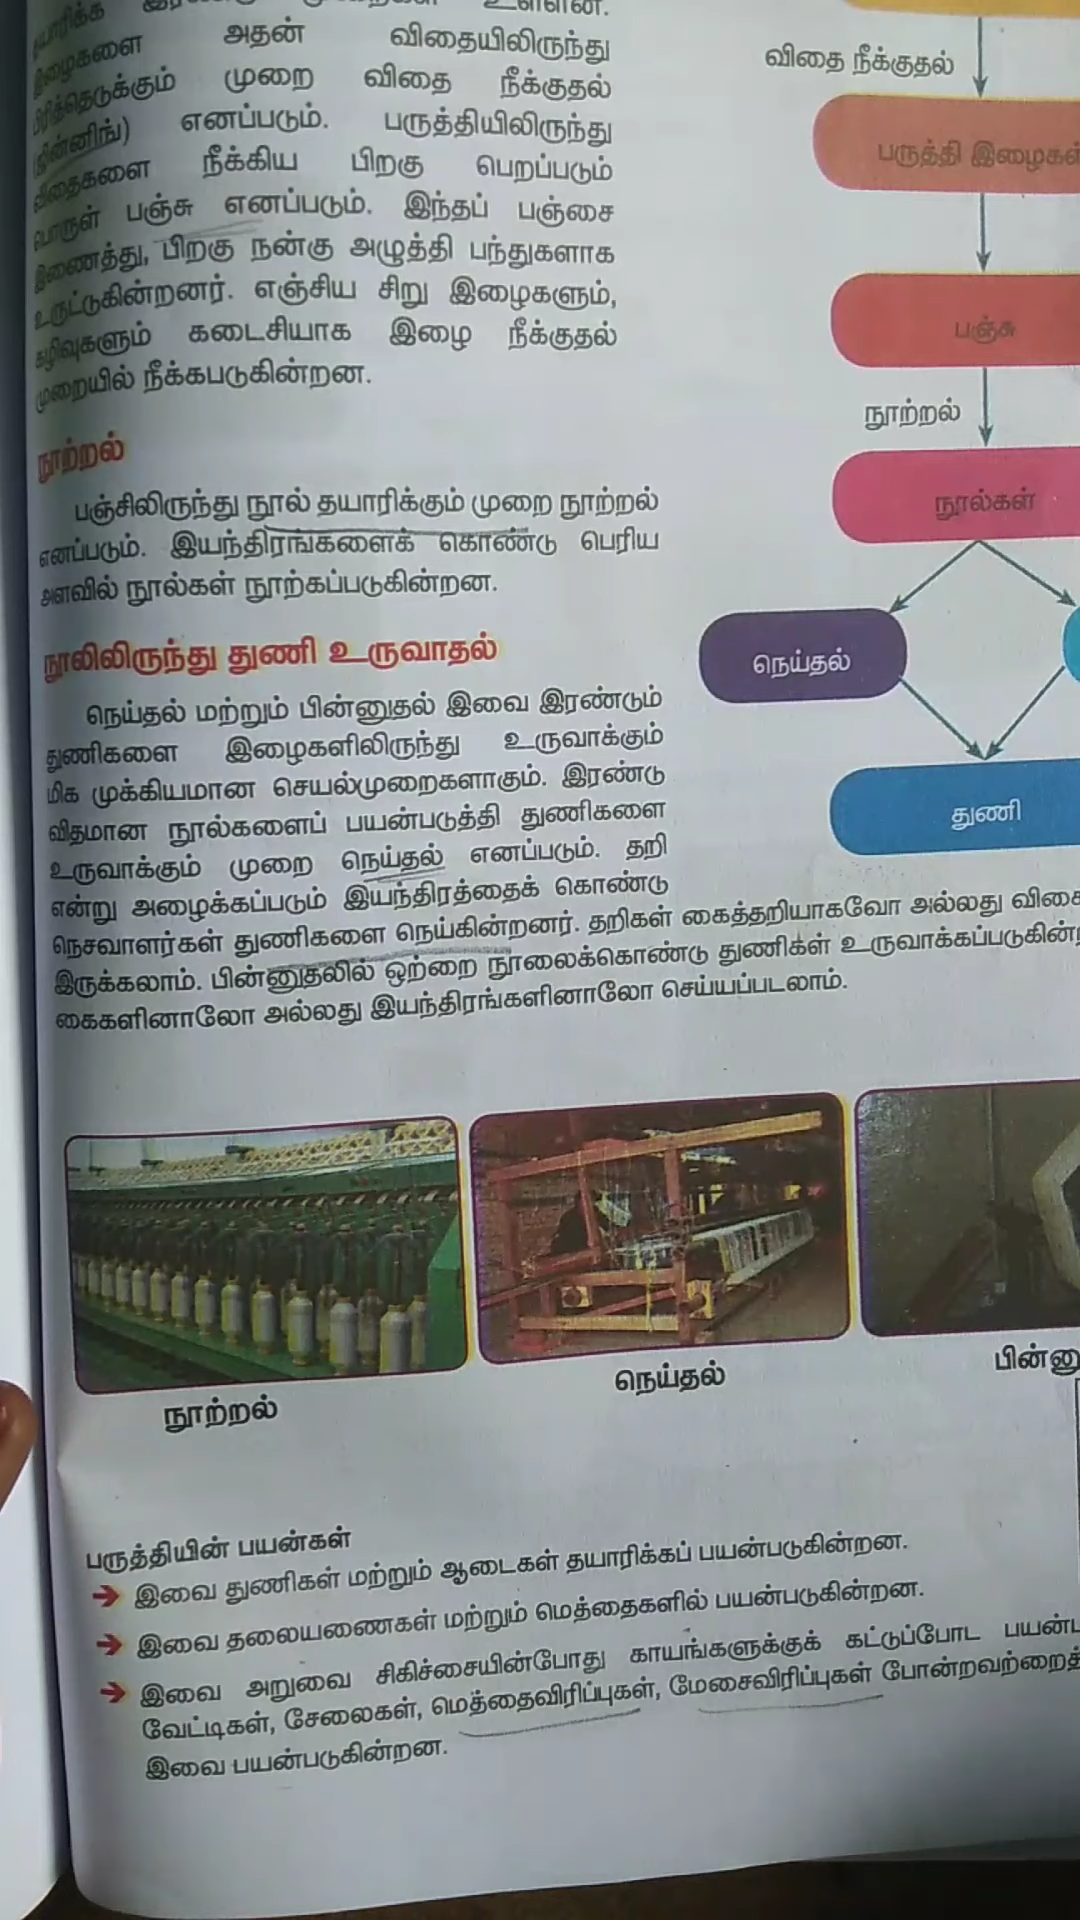 உள்ளன.
இழைகளை அதன் விதையிலிருந்து
பிரித்தெடுக்கும் முறை விதை நீக்குதல்
(ஜின்னிங்) எனப்படும். பருத்தியிலிருந்து
விதைகளை நீக்கிய பிறகு பெறப்படும்
பொருள் பஞ்சு எனப்படும். இந்தப் பஞ்சை
இணைத்து, பிறகு நன்கு அழுத்தி பந்துகளாக
உருட்டுகின்றனர். எஞ்சிய சிறு இழைகளும்,
கழிவுகளும் கடைசியாக இழை நீக்குதல்
முறையில் நீக்கபடுகின்றன.
நூற்றல்
பஞ்சிலிருந்து நூல் தயாரிக்கும் முறை நூற்றல்
எனப்படும். இயந்திரங்களைக் கொண்டு பெரிய
அளவில் நூல்கள் நூற்கப்படுகின்றன.
நூலிலிருந்து துணி உருவாதல்
நெய்தல் மற்றும் பின்னுதல் இவை இரண்டும்
துணிகளை இழைகளிலிருந்து உருவாக்கும்
மிக முக்கியமான செயல்முறைகளாகும். இரண்டு
விதமான நூல்களைப் பயன்படுத்தி துணிகளை
உருவாக்கும் முறை நெய்தல் எனப்படும். தறி
என்று அழைக்கப்படும் இயந்திரத்தைக் கொண்டு
நெசவாளர்கள் துணிகளை நெய்கின்றனர். தறிகள் கைத்தறியாகவோ அல்லது
இருக்கலாம். பின்னுதலில் ஒற்றை நூலைக்கொண்டு துணிகள்
கைகளினாலோ அல்லது இயந்திரங்களினாலோ செய்யப்படலாம்.
விதை நீக்குதல்
பருத்தி இழைகள்
பஞ்சு
நூற்றல்
நூல்கள்
நெய்தல்
துணி
நூற்றல்
நெய்தல்
பருத்தியின் பயன்கள்
இவை துணிகள் மற்றும் ஆடைகள் தயாரிக்கப் பயன்படுகின்றன.
இவை தலையணைகள் மற்றும் மெத்தைகளில் பயன்படுகின்றன.
இவை அறுவை சிகிச்சையின்போது காயங்களுக்குக் கட்டுப்போட
வேட்டிகள், சேலைகள், மெத்தைவிரிப்புகள், மேசைவிரிப்புகள் போன்றவற்றைத்
இவை பயன்படுகின்றன.